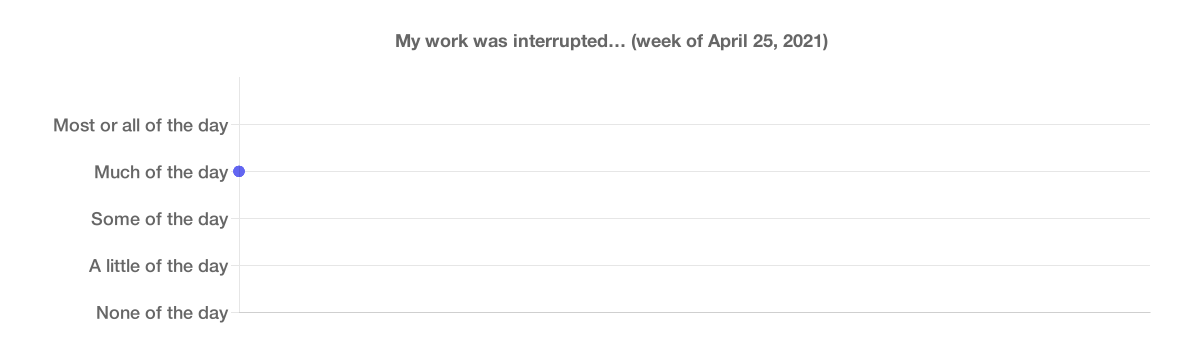 My work was interrupted... (week of April 25, 2021)
Most or all of the day
Much of the day
Some of the day
A little of the day
None of the day